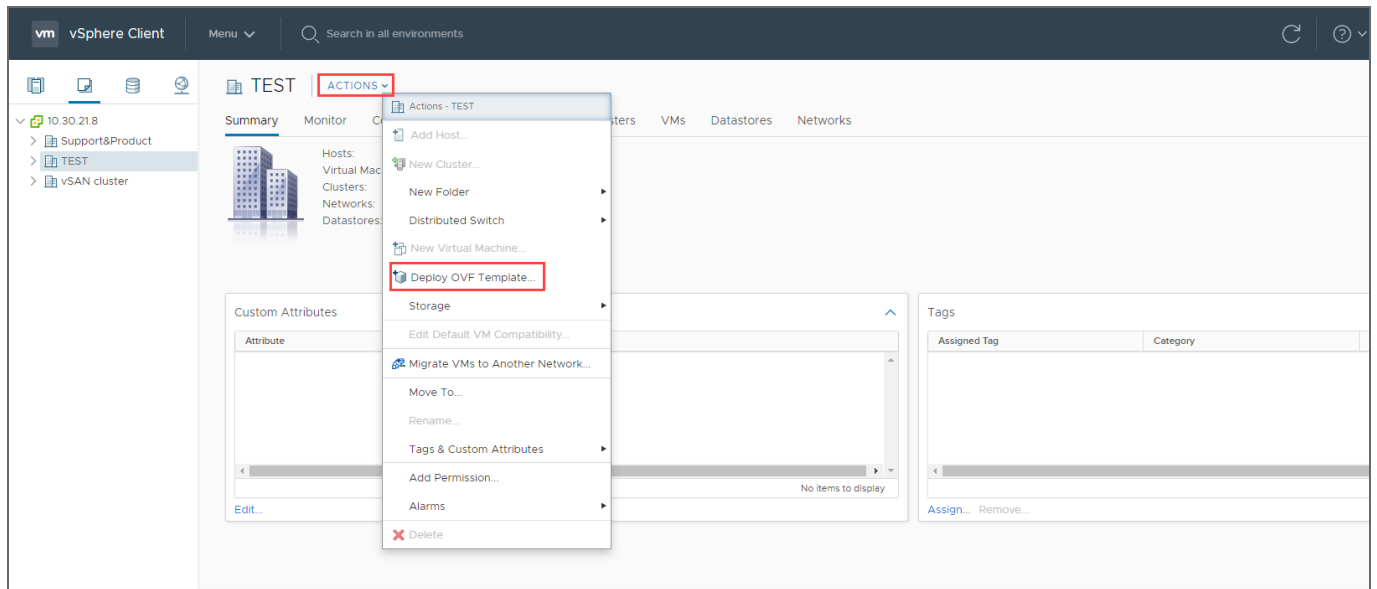 vm vSphere Client Menu Search in all environments
10.30.21.8
Support&Product
TEST
vSAN cluster
TEST ACTIONS
Summary Monitor C sters VMs Datastores Networks
Hosts:
Virtual Mac
Clusters:
Networks:
Datastores:
Actions - TEST
Add Host...
New Cluster...
New Folder
Distributed Switch
New Virtual Machine...
Deploy OVF Template...
Storage
Edit Default VM Compatibility...
Migrate VMs to Another Network...
Move To...
Rename...
Tags & Custom Attributes
Add Permission...
Alarms
Delete
Custom Attributes
Attribute
No items to display
Edit...
Tags
Assigned Tag Category
Assign... Remove...